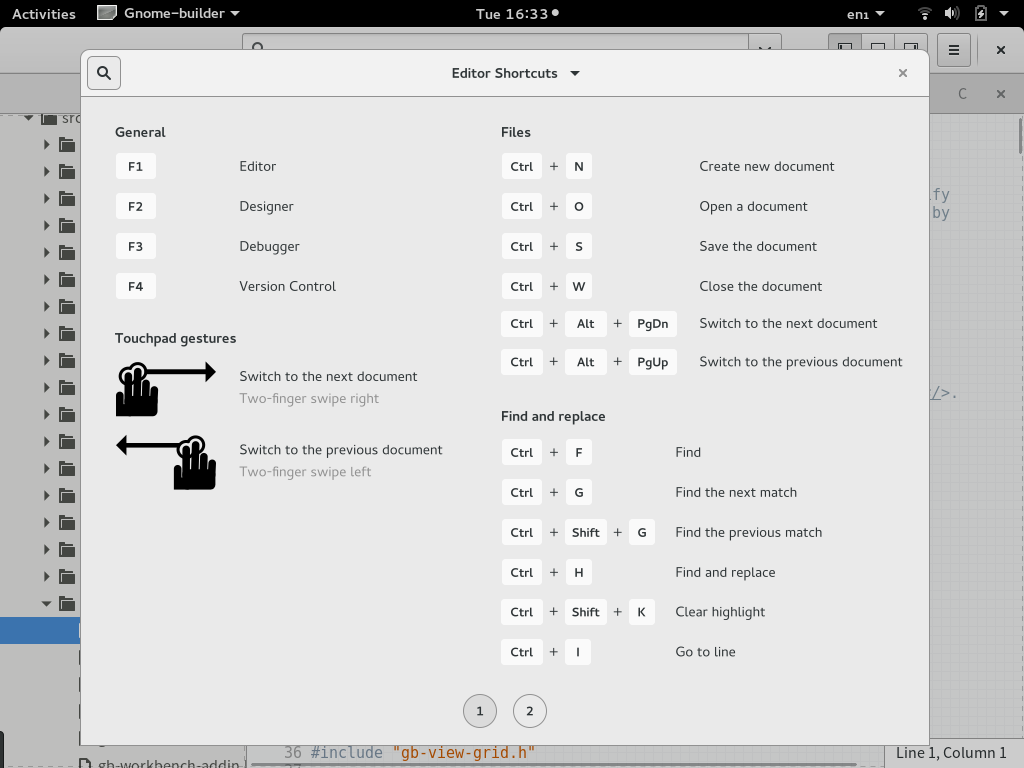 Activities Gnome-builder Tue 16:33 en1
Editor Shortcuts
C
src
General
F1 Editor
F2 Designer
F3 Debugger
F4 Version Control
Touchpad gestures
Switch to the next document
Two-finger swipe right
Switch to the previous document
Two-finger swipe left
Files
Ctrl + N Create new document
Ctrl + O Open a document
Ctrl + S Save the document
Ctrl + W Close the document
Ctrl + Alt + PgDn Switch to the next document
Ctrl + Alt + PgUp Switch to the previous document
Find and replace
Ctrl + F Find
Ctrl + G Find the next match
Ctrl + Shift + G Find the previous match
Ctrl + H Find and replace
Ctrl + Shift + K Clear highlight
Ctrl + I Go to line
1 2
by
/>.
36 #include "gb-view-grid.h"
gb-workbench-addin
Line 1, Column 1